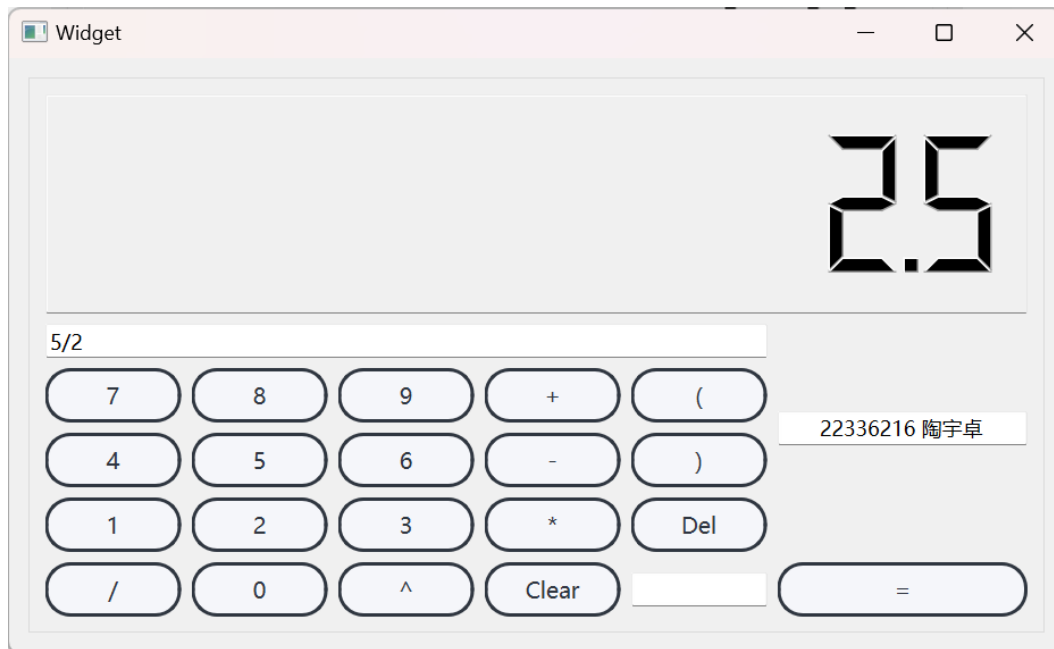 Widget
2.5
5/2
7 8 9 + (
22336216 陶宇卓
4 5 6 - )
1 2 3 * Del
/ 0 ^ Clear =